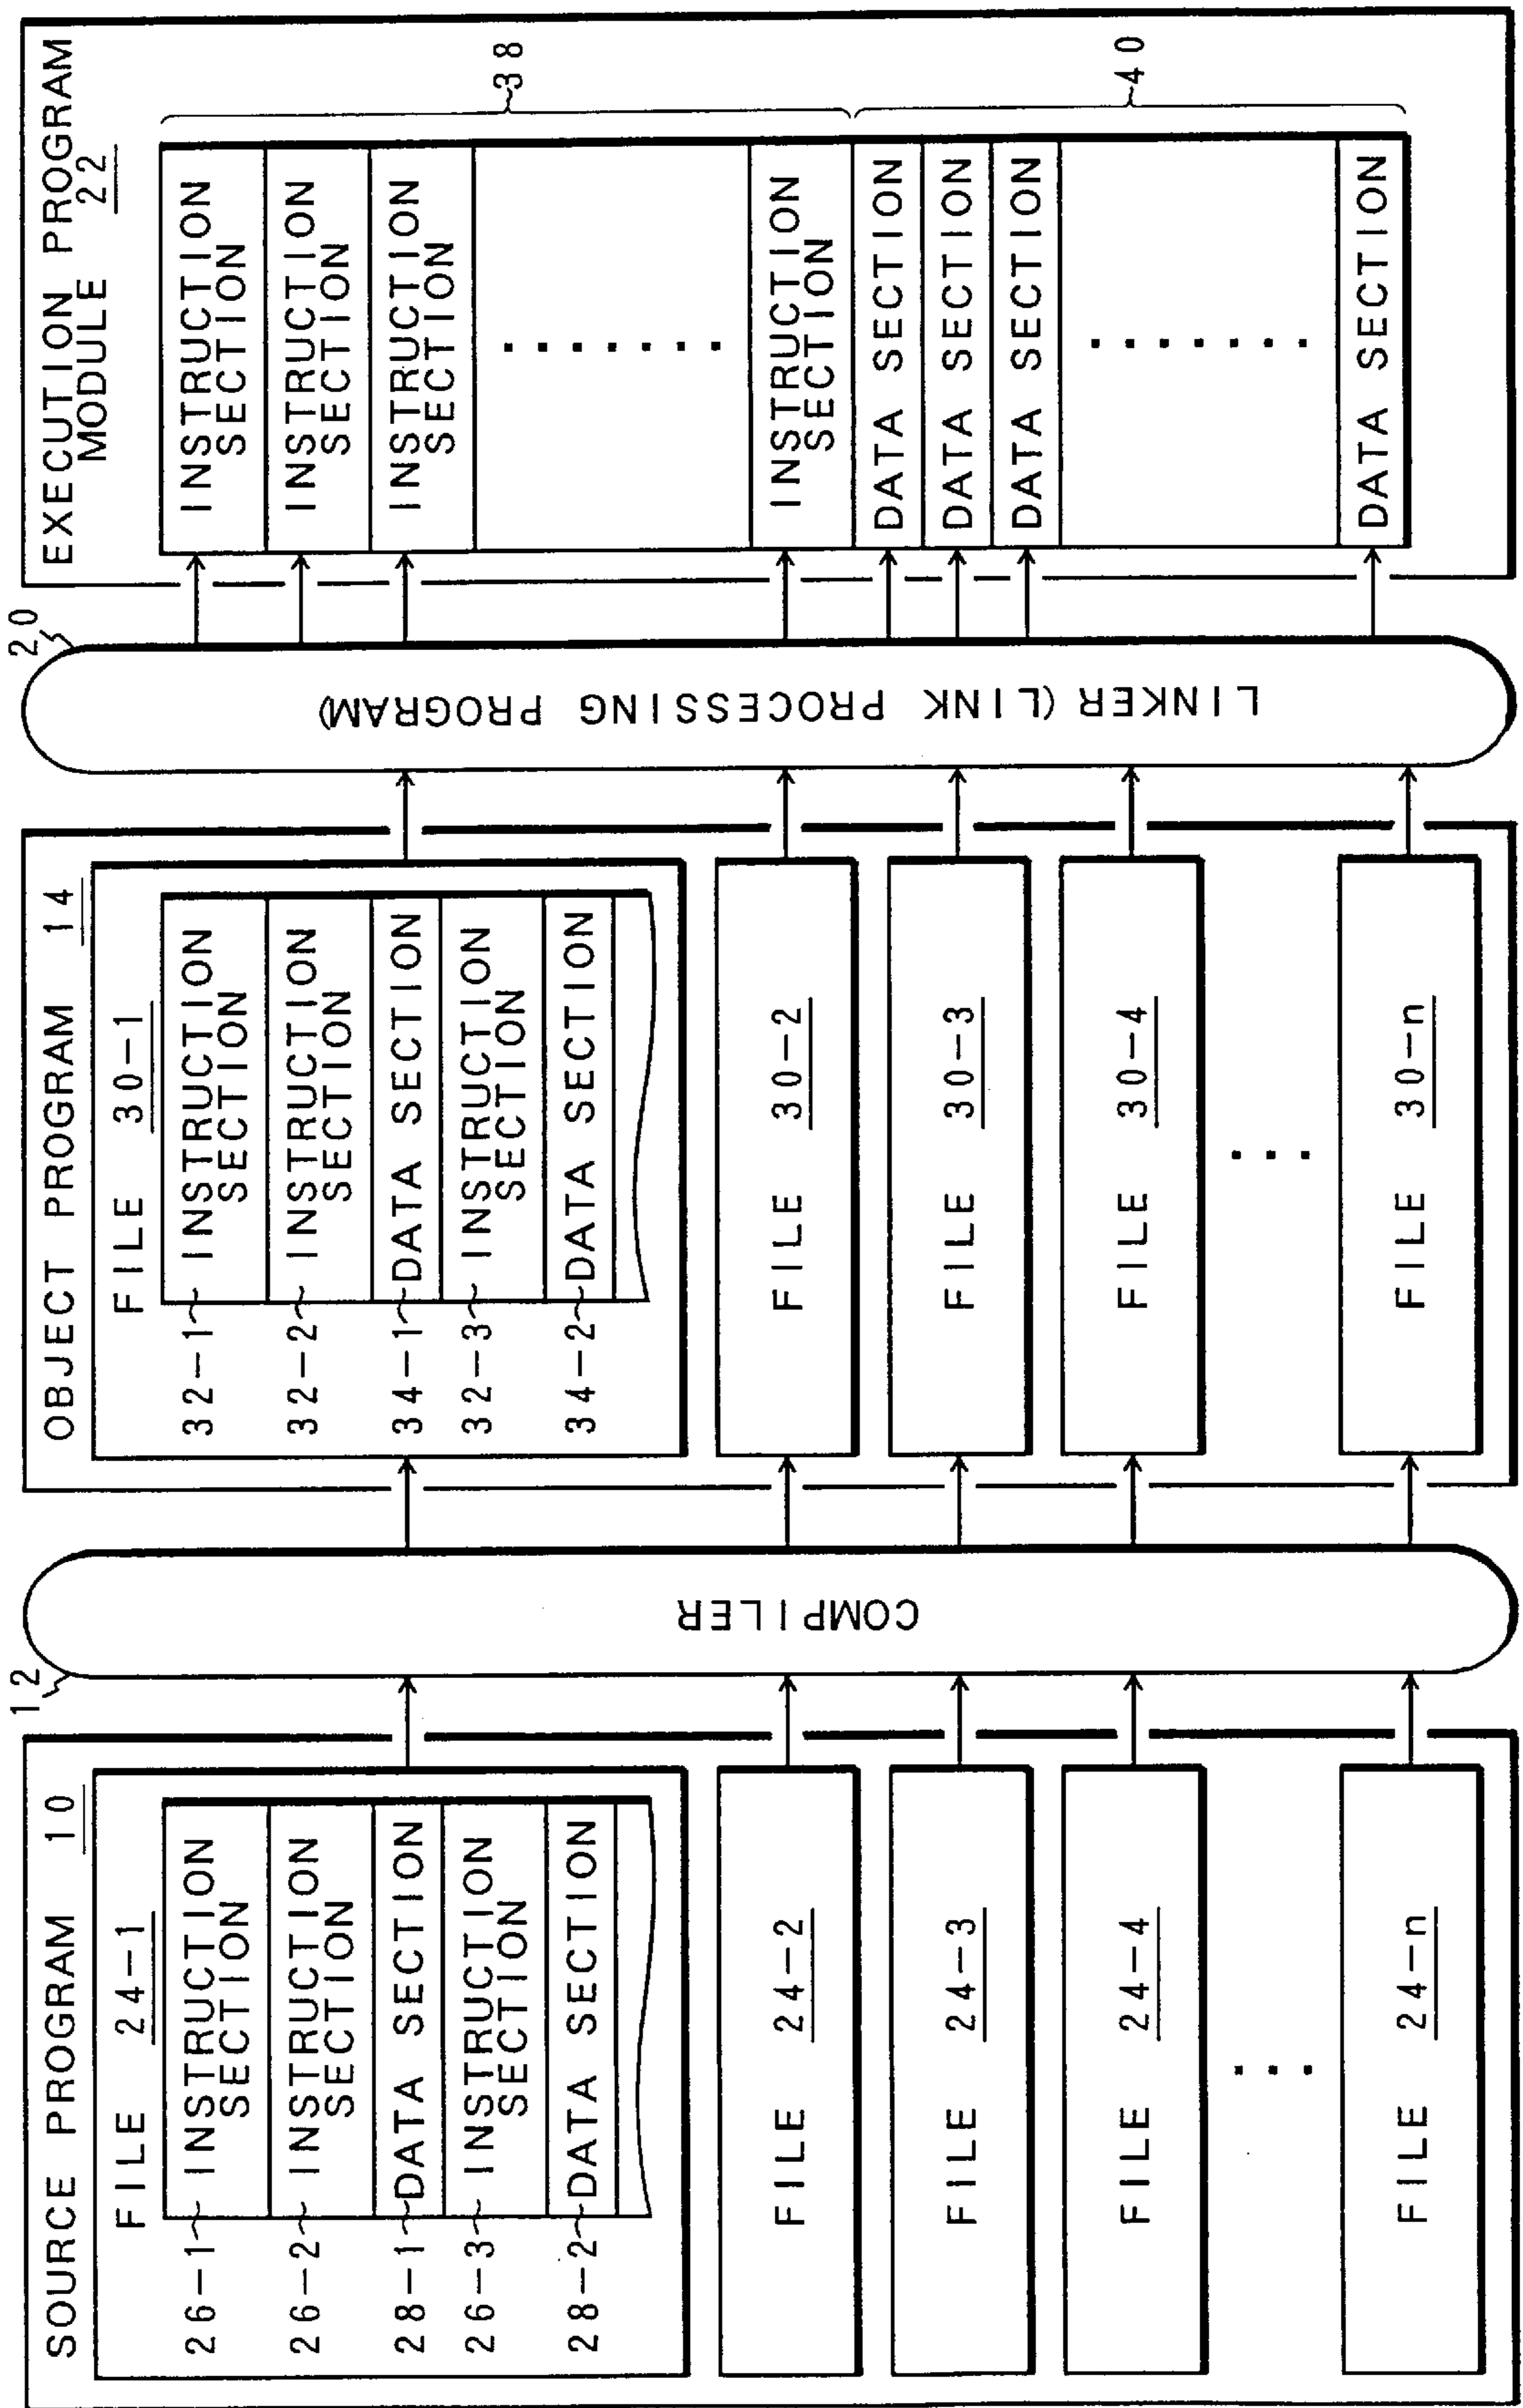 SOURCE PROGRAM 10
FILE 24-1
26-1 INSTRUCTION
SECTION
26-2 INSTRUCTION
SECTION
28-1 DATA SECTION
26-3 INSTRUCTION
SECTION
28-2 DATA SECTION
FILE 24-2
FILE 24-3
FILE 24-4
...
FILE 24-n
12
COMPILER
OBJECT PROGRAM 14
FILE 30-1
32-1 INSTRUCTION
SECTION
32-2 INSTRUCTION
SECTION
34-1 DATA SECTION
32-3 INSTRUCTION
SECTION
34-2 DATA SECTION
FILE 30-2
FILE 30-3
FILE 30-4
...
FILE 30-n
20
LINKER (LINK PROCESSING PROGRAM)
EXECUTION PROGRAM
MODULE 22
INSTRUCTION
SECTION
INSTRUCTION
SECTION
INSTRUCTION
SECTION
.......
INSTRUCTION
SECTION
38
DATA SECTION
DATA SECTION
DATA SECTION
.......
DATA SECTION
40